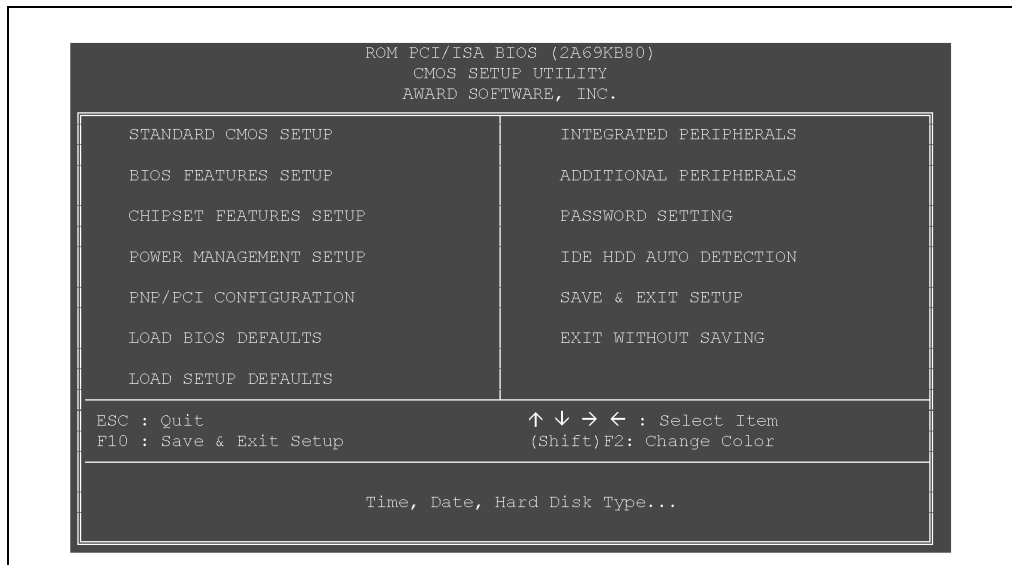 ROM PCI/ISA BIOS (2A69KB80)
CMOS SETUP UTILITY
AWARD SOFTWARE, INC.
STANDARD CMOS SETUP
BIOS FEATURES SETUP
CHIPSET FEATURES SETUP
POWER MANAGEMENT SETUP
PNP/PCI CONFIGURATION
LOAD BIOS DEFAULTS
LOAD SETUP DEFAULTS
INTEGRATED PERIPHERALS
ADDITIONAL PERIPHERALS
PASSWORD SETTING
IDE HDD AUTO DETECTION
SAVE & EXIT SETUP
EXIT WITHOUT SAVING
ESC : Quit
F10 : Save & Exit Setup
↑ ↓ → ← : Select Item
(Shift)F2: Change Color
Time, Date, Hard Disk Type...